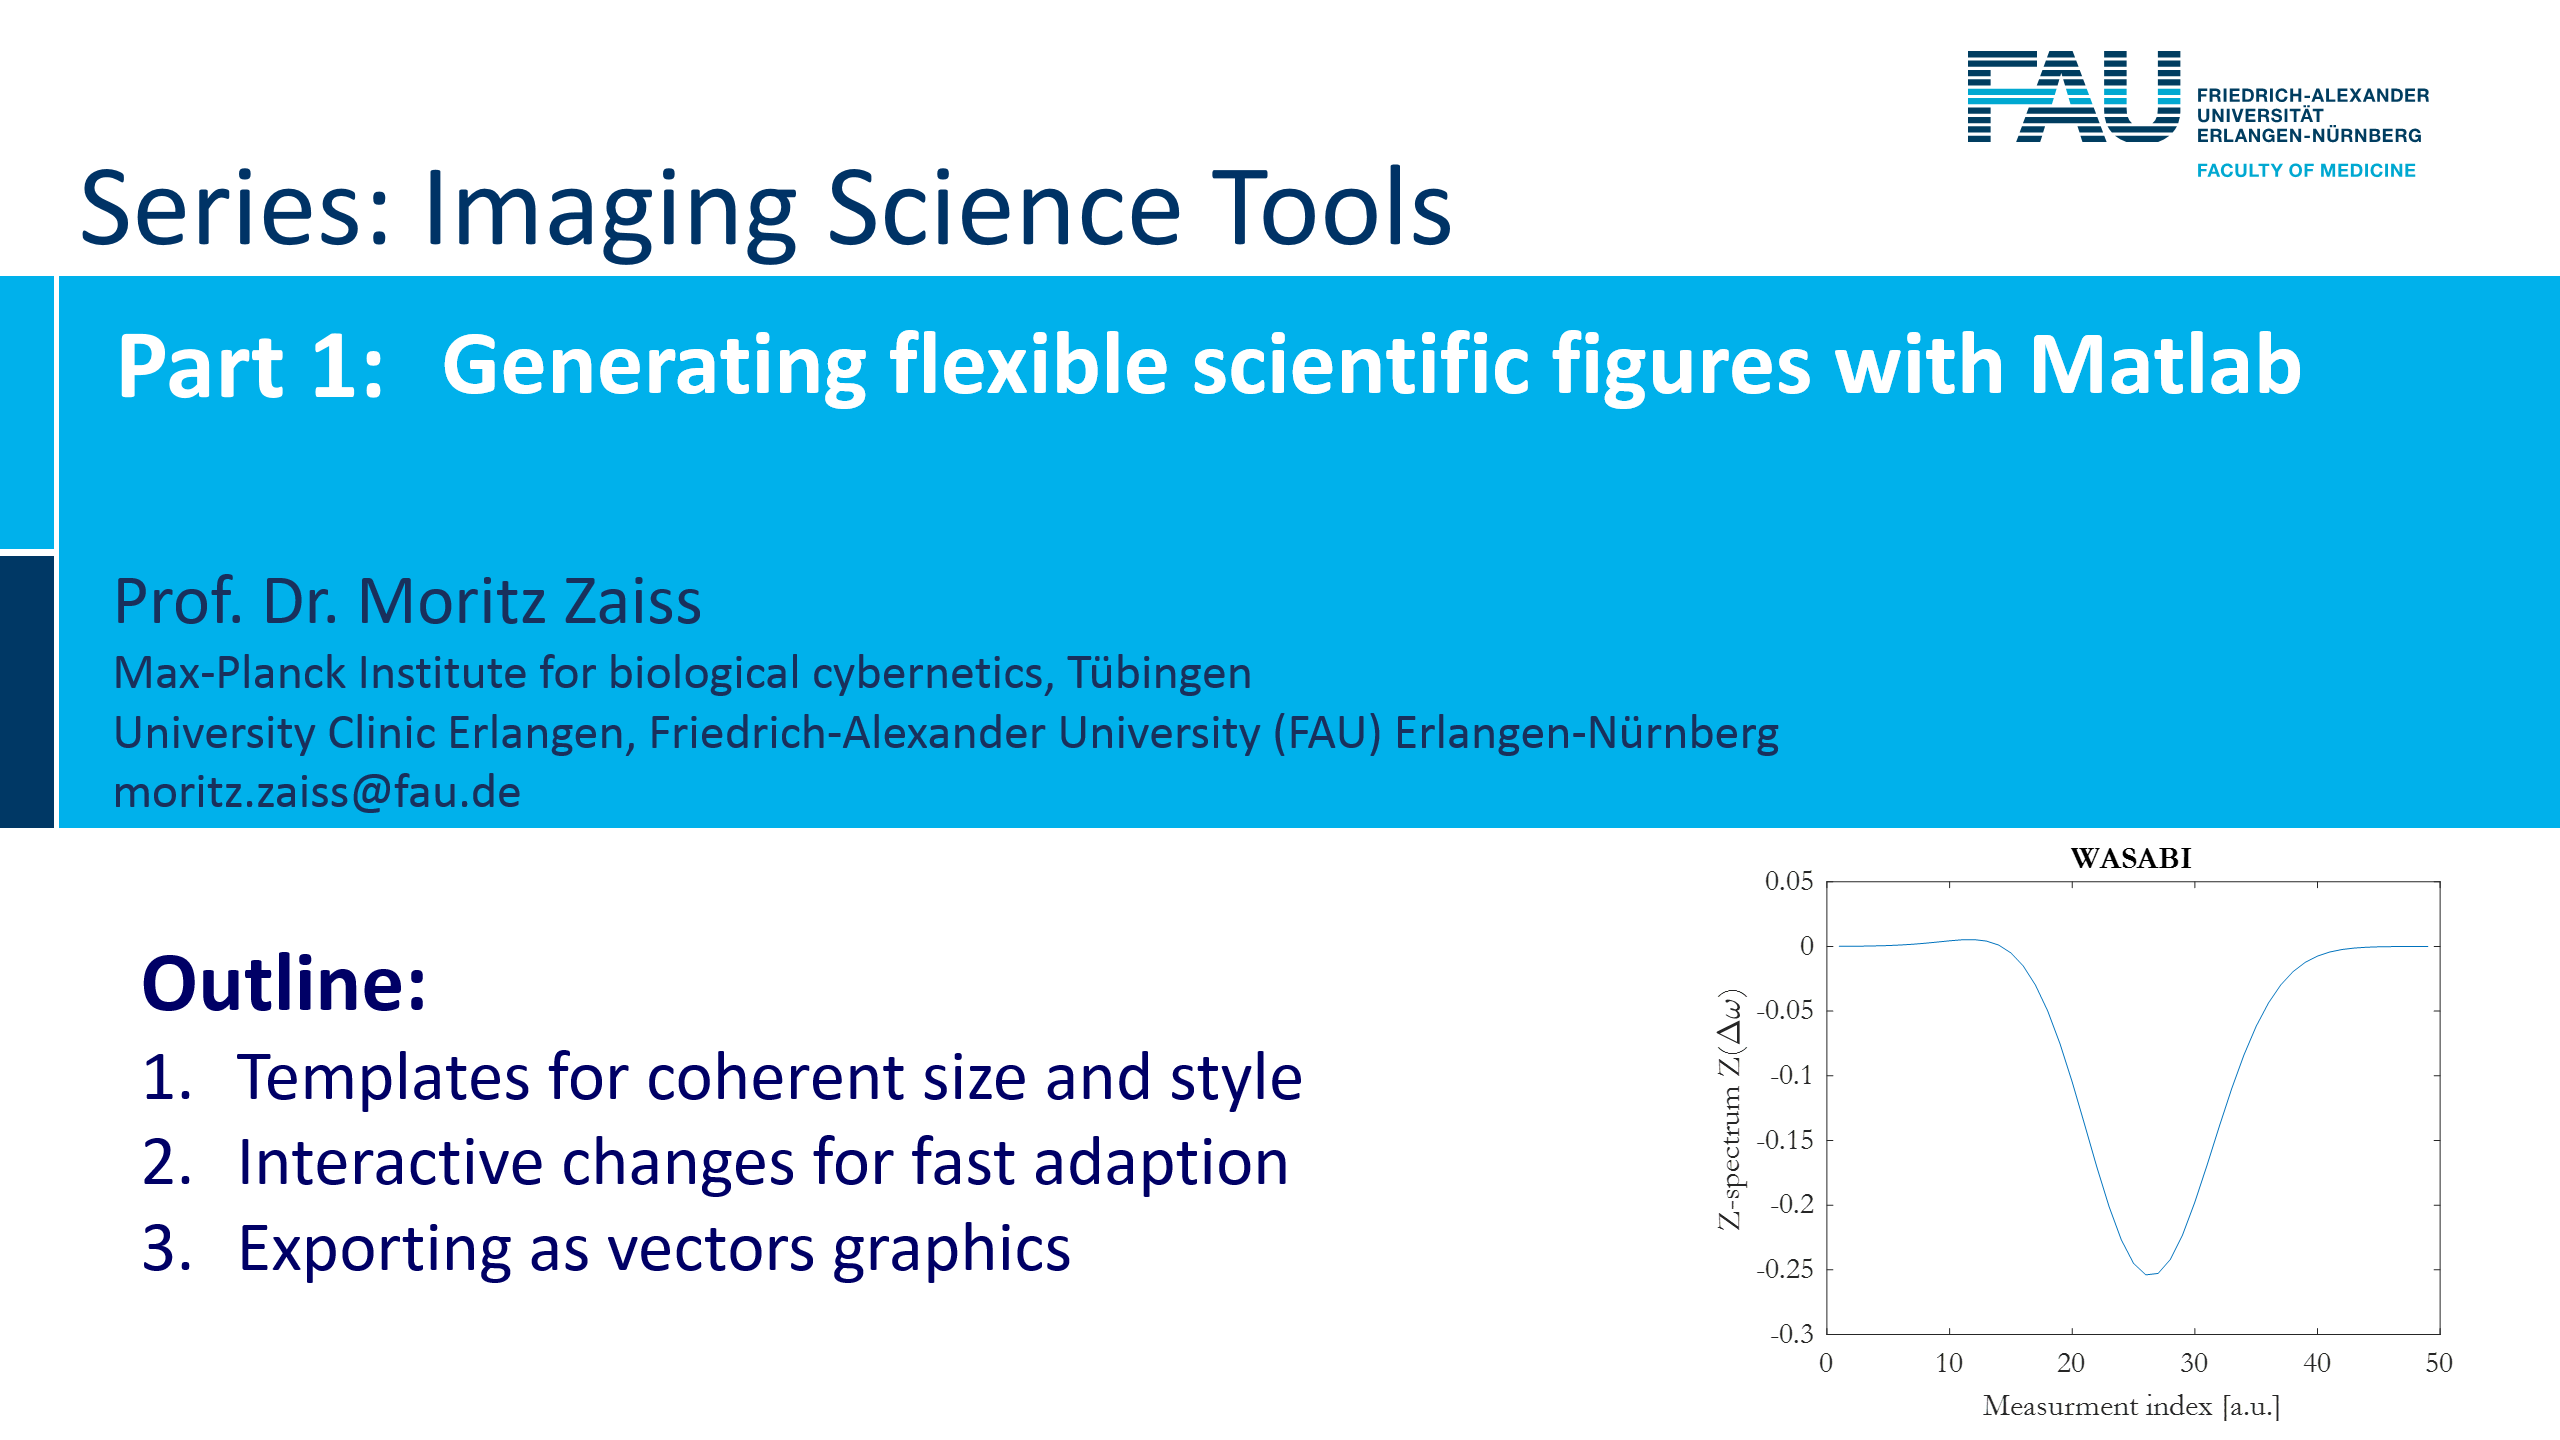 FAU
FRIEDRICH-ALEXANDER
UNIVERSITÄT
ERLANGEN-NÜRNBERG
FACULTY OF MEDICINE
Series: Imaging Science Tools
Part 1: Generating flexible scientific figures with Matlab
Prof. Dr. Moritz Zaiss
Max-Planck Institute for biological cybernetics, Tübingen
University Clinic Erlangen, Friedrich-Alexander University (FAU) Erlangen-Nürnberg
moritz.zaiss@fau.de
Outline:
1. Templates for coherent size and style
2. Interactive changes for fast adaption
3. Exporting as vectors graphics
WASABI
Z-spectrum Z(Δω)
0.05
0
-0.05
-0.1
-0.15
-0.2
-0.25
-0.3
0 10 20 30 40 50
Measurment index [a.u.]